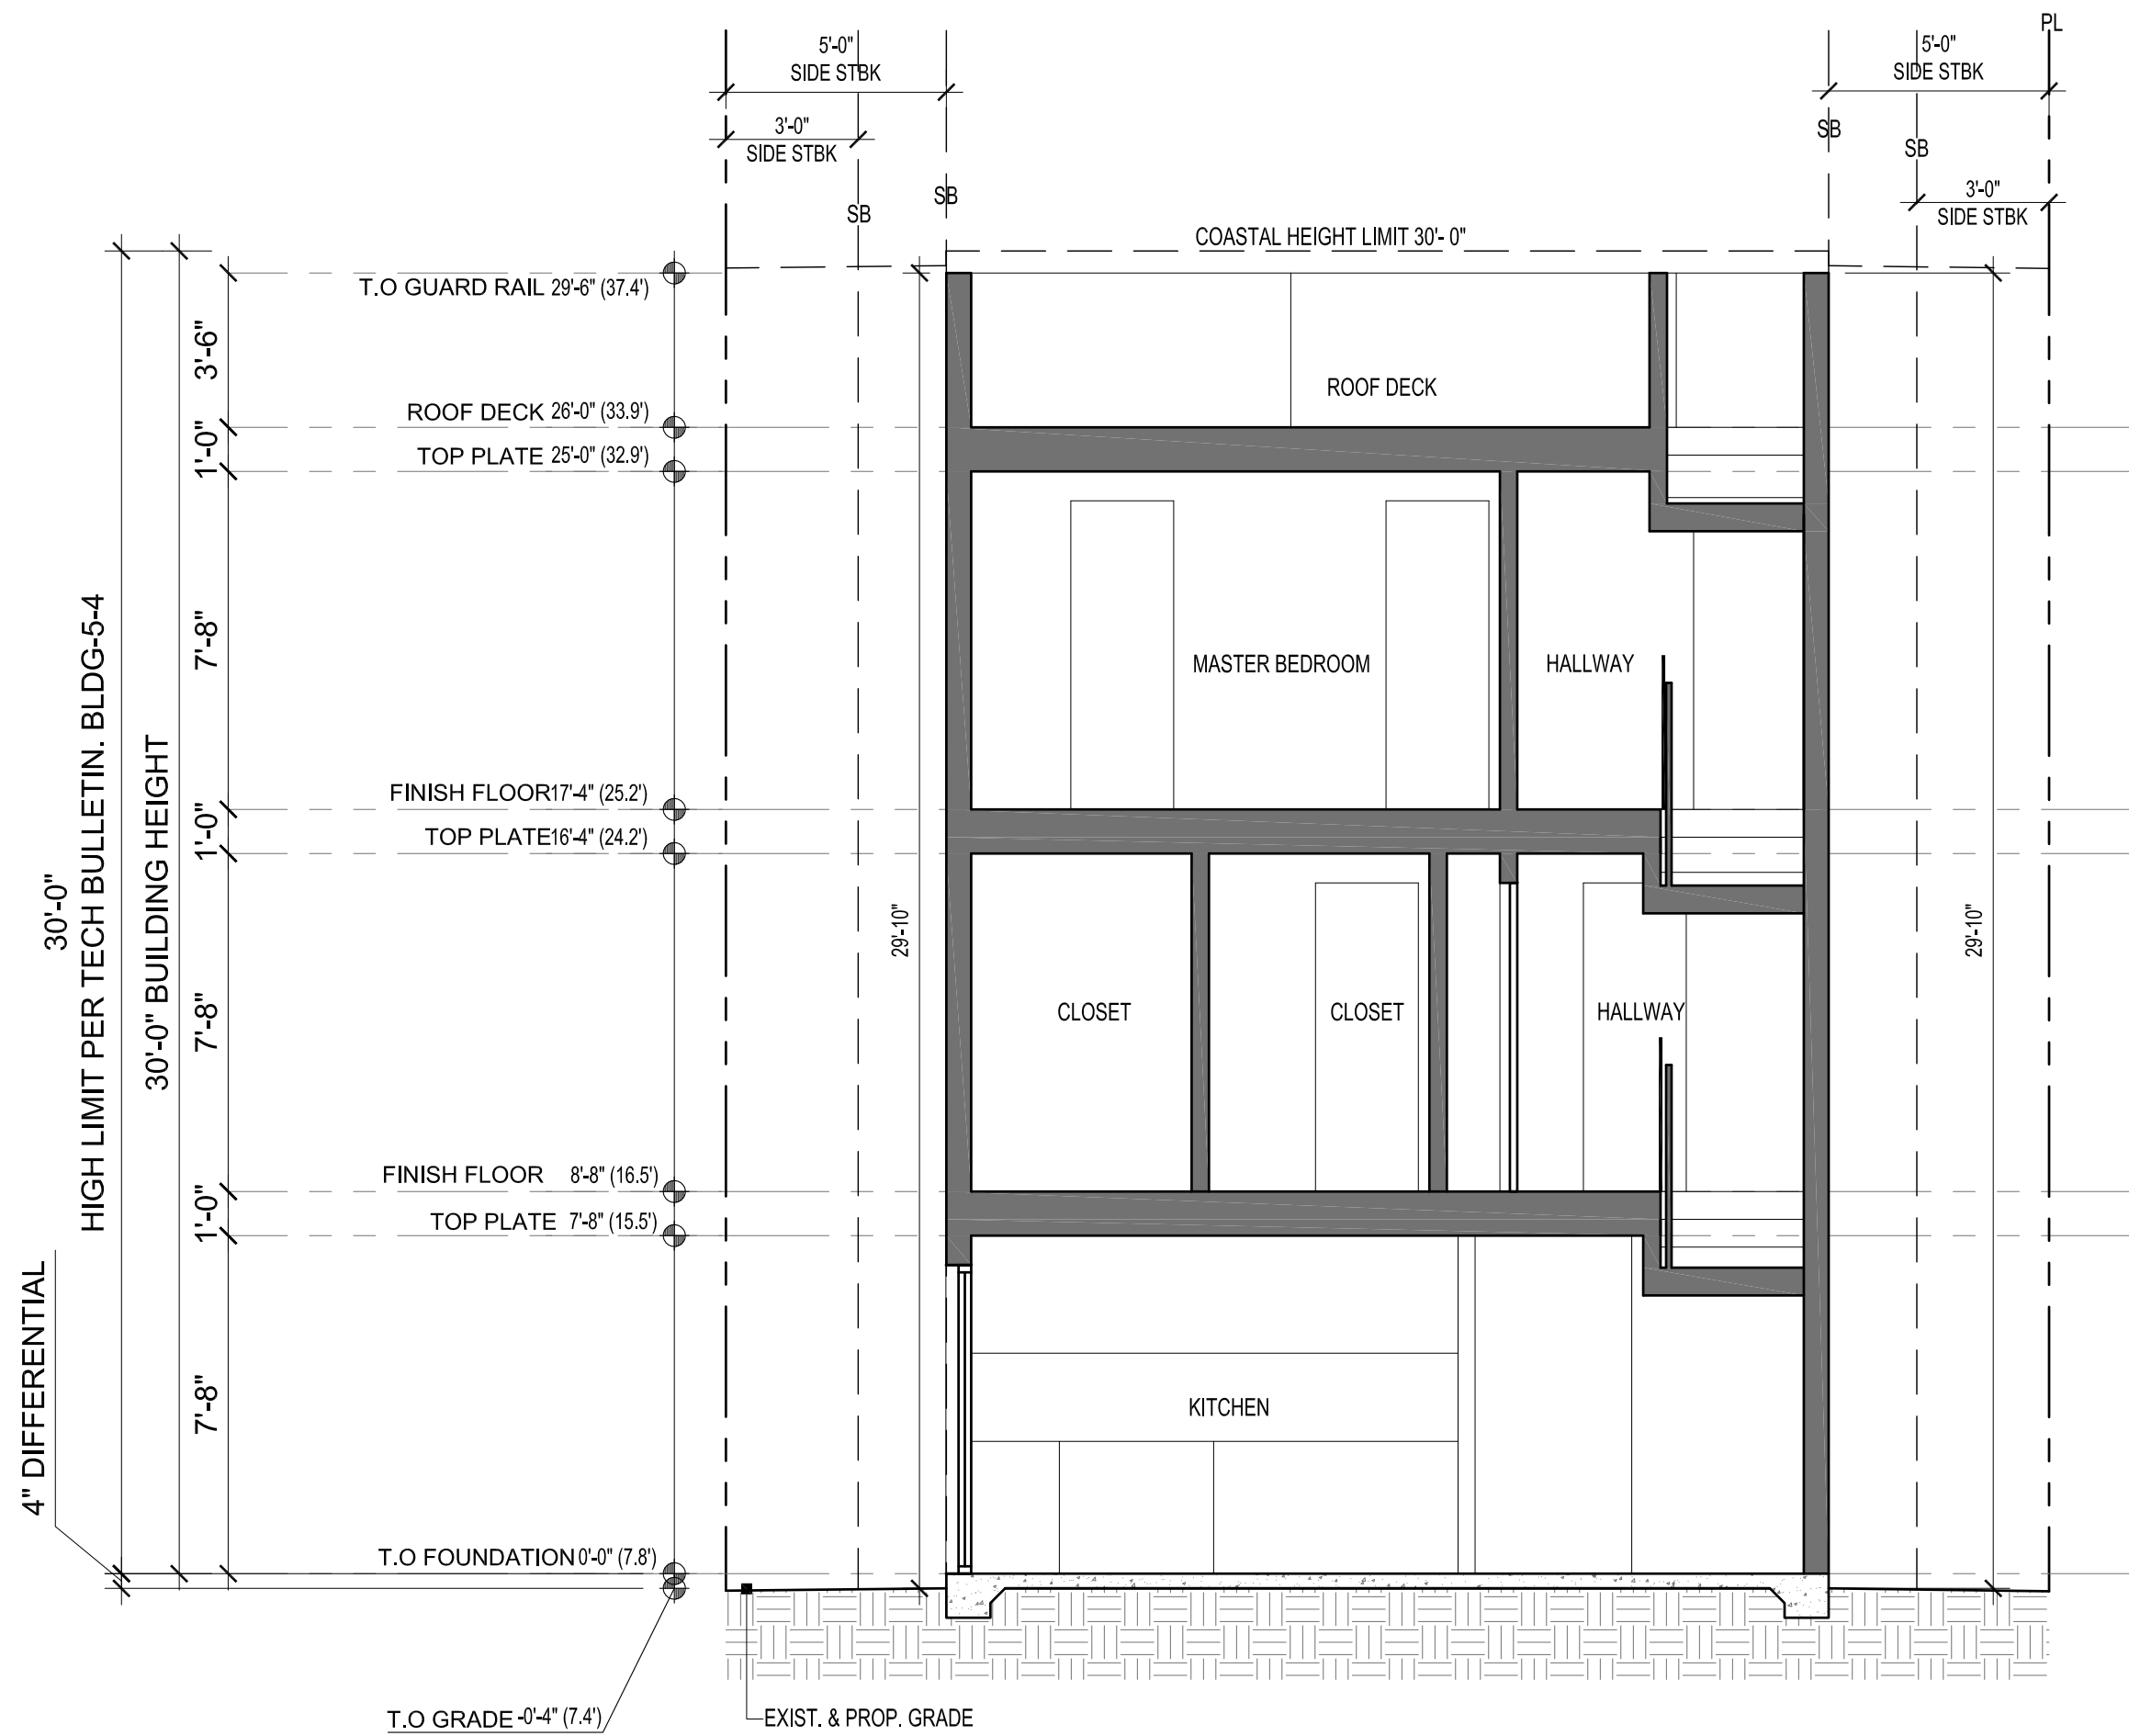 PL
5'-0"
SIDE STBK
5'-0"
SIDE STBK
3'-0"
SIDE STBK
SB
SB
3'-0"
SIDE STBK
SB
SB
COASTAL HEIGHT LIMIT 30'- 0"
T.O GUARD RAIL 29'-6" (37.4')
3'-6"
ROOF DECK
ROOF DECK 26'-0" (33.9')
1'-0"
TOP PLATE 25'-0" (32.9')
7'-8"
MASTER BEDROOM
HALLWAY
FINISH FLOOR17'-4" (25.2')
1'-0"
TOP PLATE16'-4" (24.2')
30'-0"
HIGH LIMIT PER TECH BULLETIN. BLDG-5-4
30'-0" BUILDING HEIGHT
29'-10"
29'-10"
7'-8"
CLOSET
CLOSET
HALLWAY
FINISH FLOOR 8'-8" (16.5')
1'-0"
TOP PLATE 7'-8" (15.5')
4" DIFFERENTIAL
7'-8"
KITCHEN
T.O FOUNDATION 0'-0" (7.8')
T.O GRADE -0'-4" (7.4')
EXIST. & PROP. GRADE